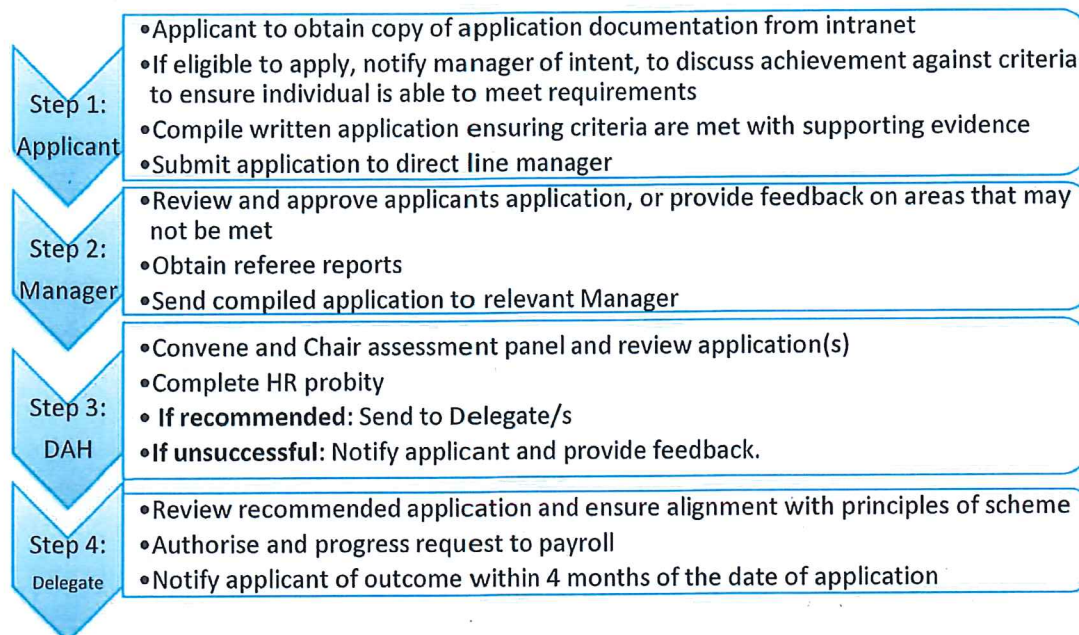 Step 1:
Applicant
•Applicant to obtain copy of application documentation from intranet
•If eligible to apply, notify manager of intent, to discuss achievement against criteria
to ensure individual is able to meet requirements
•Compile written application ensuring criteria are met with supporting evidence
•Submit application to direct line manager
Step 2:
Manager
•Review and approve applicants application, or provide feedback on areas that may
not be met
•Obtain referee reports
•Send compiled application to relevant Manager
Step 3:
DAH
•Convene and Chair assessment panel and review application(s)
•Complete HR probity
• If recommended: Send to Delegate/s
•If unsuccessful: Notify applicant and provide feedback.
Step 4:
Delegate
•Review recommended application and ensure alignment with principles of scheme
•Authorise and progress request to payroll
•Notify applicant of outcome within 4 months of the date of application